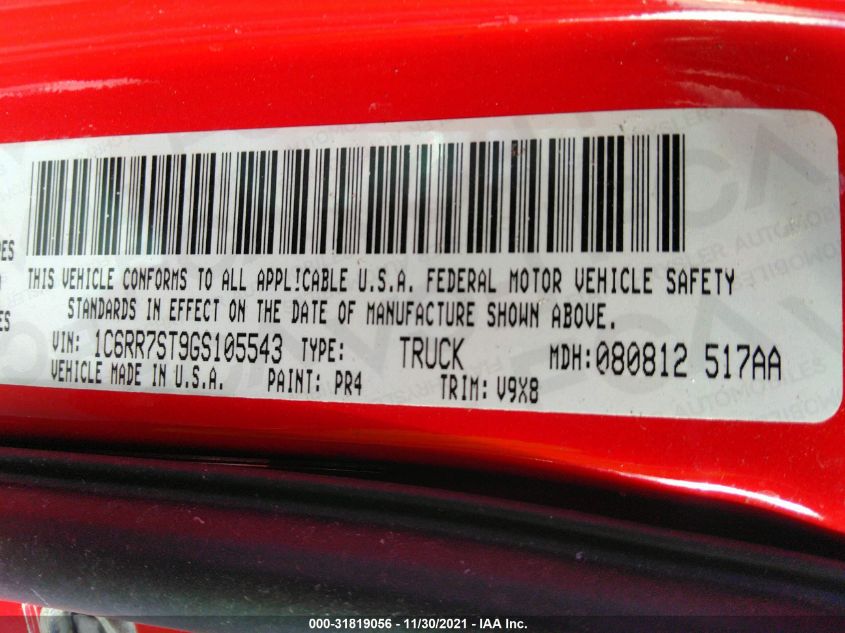 DES
THIS VEHICLE CONFORMS TO ALL APPLICABLE U.S.A. FEDERAL MOTOR VEHICLE SAFETY
ES
STANDARDS IN EFFECT ON THE DATE OF MANUFACTURE SHOWN ABOVE.
VIN: 1C6RR7ST9GS105543 TYPE: TRUCK MDH:080812 517AA
VEHICLE MADE IN U.S.A. PAINT: PR4 TRIM: V9X8
000-31819056 - 11/30/2021 - IAA Inc.